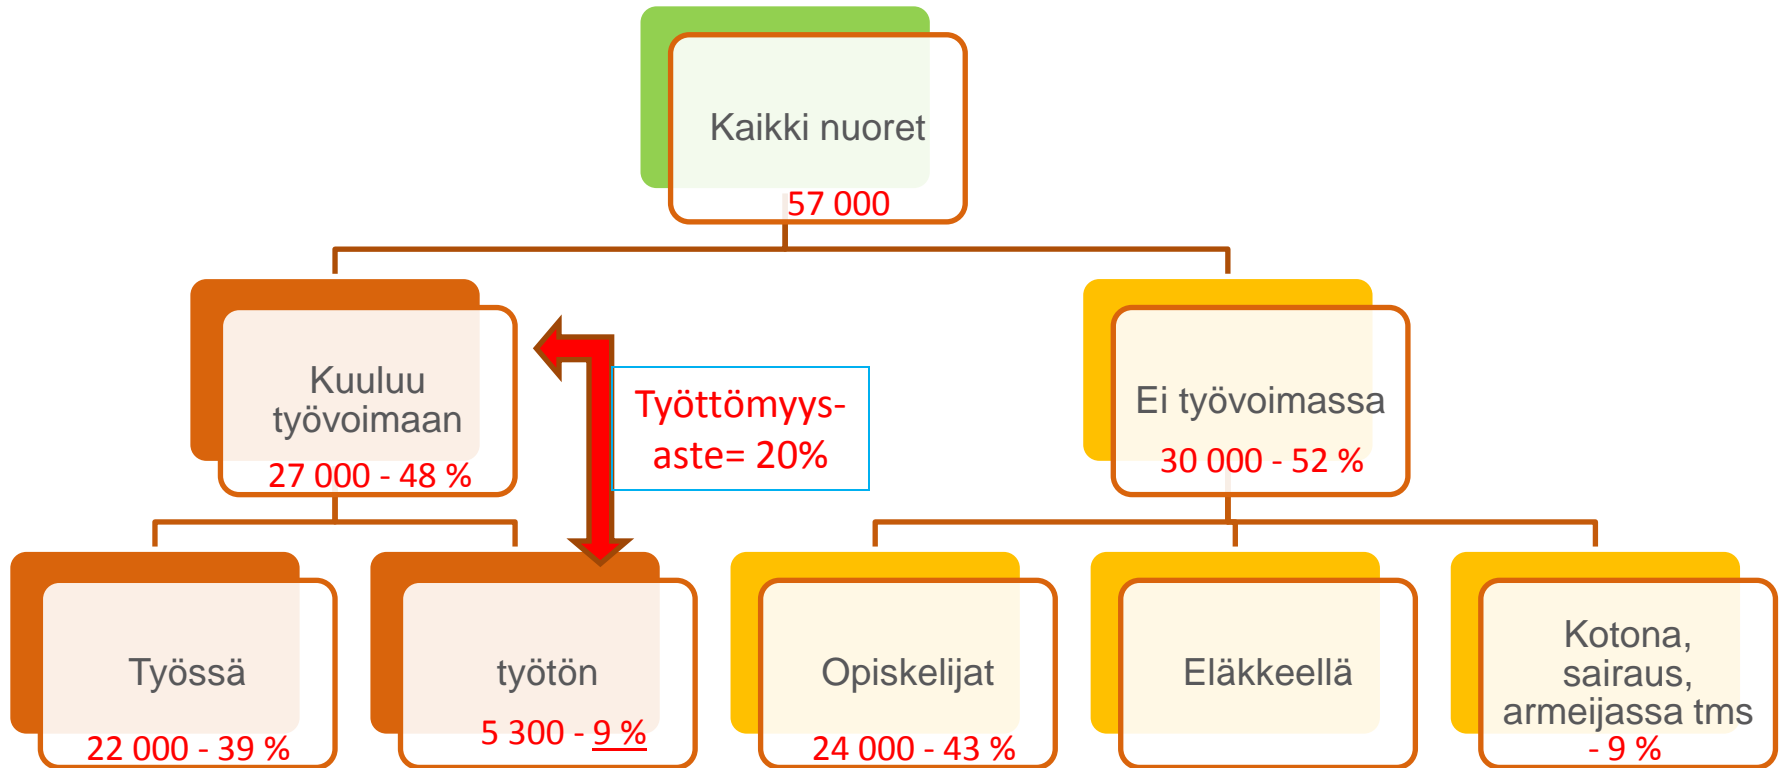 Kaikki nuoret
57 000
Kuuluu
työvoimaan
27 000 - 48 %
Työttömyys-
aste= 20%
Ei työvoimassa
30 000 - 52 %
Työssä
22 000 - 39 %
työtön
5 300 - 9 %
Opiskelijat
24 000 - 43 %
Eläkkeellä
Kotona,
sairaus,
armeijassa tms
- 9 %